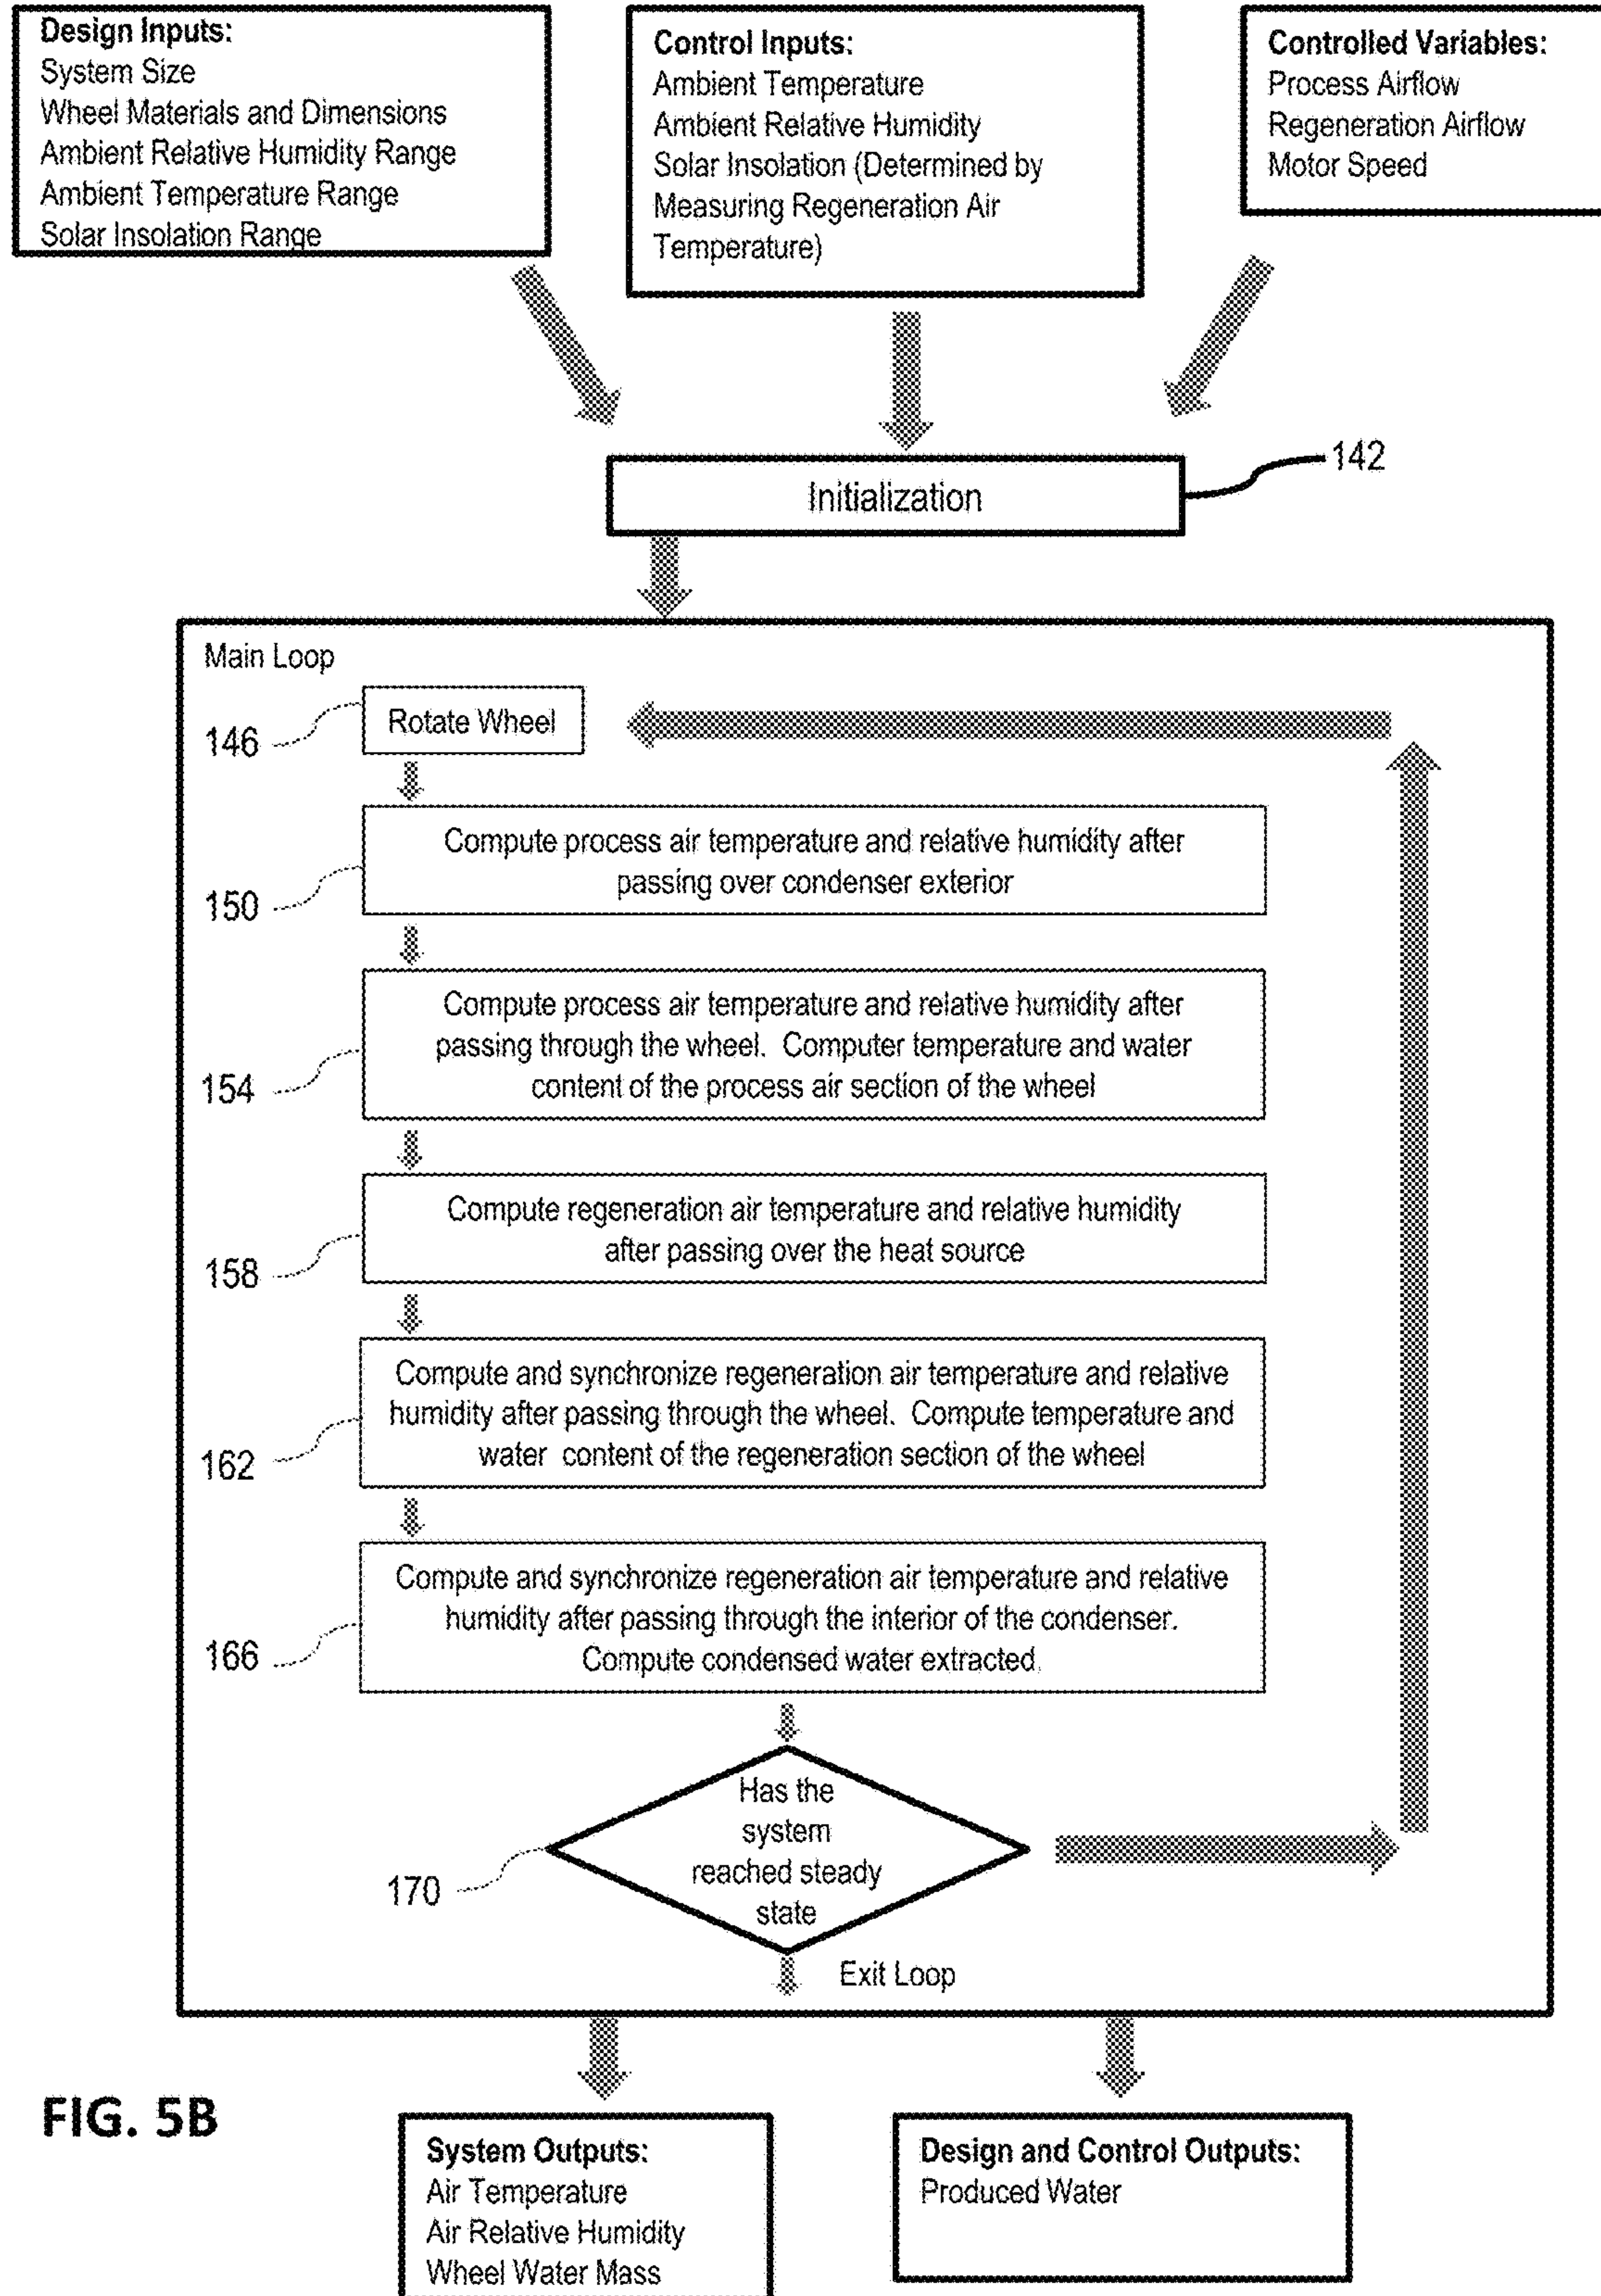 Design Inputs:
System Size
Wheel Materials and Dimensions
Ambient Relative Humidity Range
Ambient Temperature Range
Solar Insolation Range
Control Inputs:
Ambient Temperature
Ambient Relative Humidity
Solar Insolation (Determined by
Measuring Regeneration Air
Temperature)
Controlled Variables:
Process Airflow
Regeneration Airflow
Motor Speed
Initialization
142
Main Loop
Rotate Wheel
146
Compute process air temperature and relative humidity after
passing over condenser exterior
150
Compute process air temperature and relative humidity after
passing through the wheel. Computer temperature and water
content of the process air section of the wheel
154
Compute regeneration air temperature and relative humidity
after passing over the heat source
158
Compute and synchronize regeneration air temperature and relative
humidity after passing through the wheel. Compute temperature and
water content of the regeneration section of the wheel
162
Compute and synchronize regeneration air temperature and relative
humidity after passing through the interior of the condenser.
Compute condensed water extracted.
166
Has the
system
reached steady
state
170
Exit Loop
FIG. 5B
System Outputs:
Air Temperature
Air Relative Humidity
Wheel Water Mass
Design and Control Outputs:
Produced Water